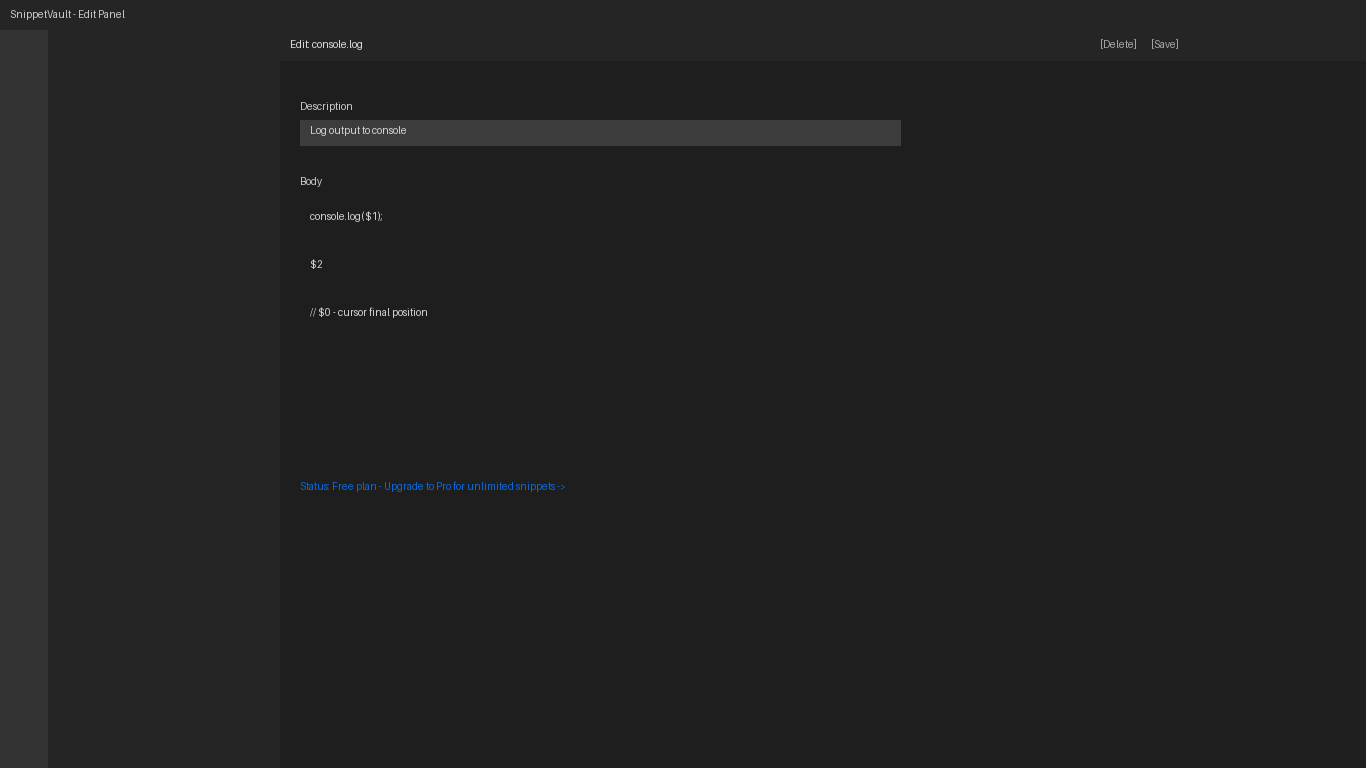 SnippetVault - Edit Panel
Edit: console.log [Delete] [Save]
Description
Log output to console
Body
console.log($1);
$2
// $0 - cursor final position
Status: Free plan - Upgrade to Pro for unlimited snippets ->